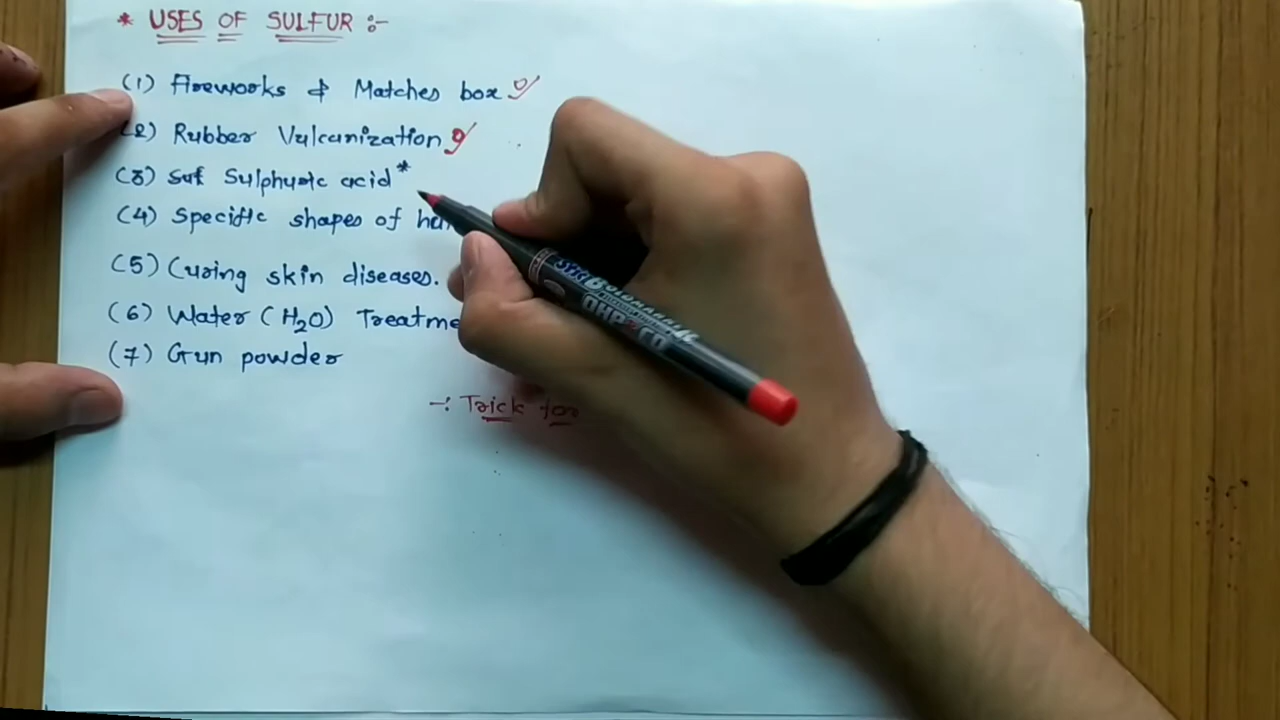 * USES OF SULFUR :-
(1) Fireworks & Matches box
(2) Rubber Vulcanization
(3) Sulphuric acid*
(4) Specific shapes of
(5) Curing skin diseases.
(6) Water (H2O)
(7) Gun powder
-: Trick for
OHP